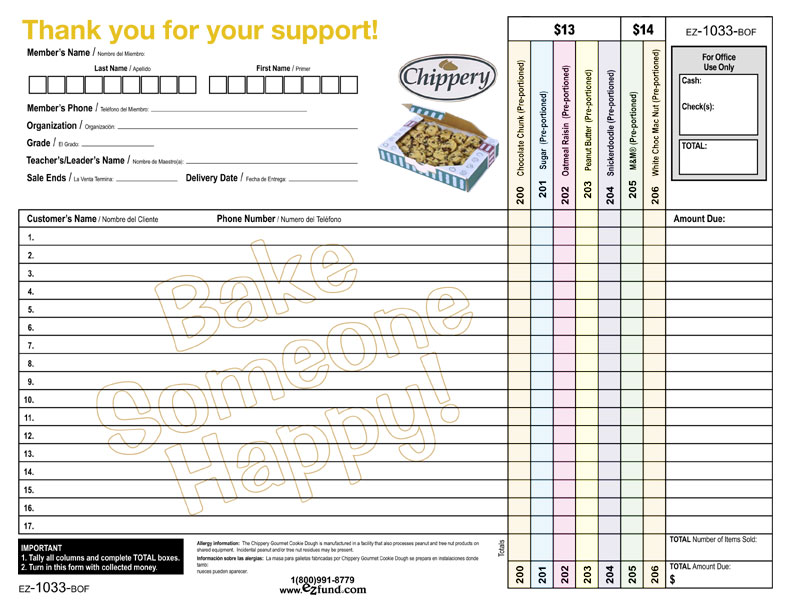 Thank you for your support!
Member's Name / Nombre del Miembro:
Last Name / Apelido
First Name / Primer
Member's Phone / Teléfono del Miembro:
Organization / Organización:
Grade / El Grado:
Teacher's/Leader's Name / Nombre de Maestro(a):
Sale Ends / La Venta Termina:
Delivery Date / Fecha de Entrega:
Chippery
$13
$14
EZ-1033-BOF
200 Chocolate Chunk (Pre-portioned)
201 Sugar (Pre-portioned)
202 Oatmeal Raisin (Pre-portioned)
203 Peanut Butter (Pre-portioned)
204 Snickerdoodle (Pre-portioned)
205 M&M® (Pre-portioned)
206 White Choc Mac Nut (Pre-portioned)
For Office
Use Only
Cash:
Check(s):
TOTAL:
Customer's Name / Nombre del Cliente
Phone Number / Numero del Teléfono
Amount Due:
1.
2.
3.
4.
5.
6.
7.
8.
9.
10.
11.
12.
13.
14.
15.
16.
17.
Bake
Someone
Happy!
IMPORTANT
1. Tally all columns and complete TOTAL boxes.
2. Turn in this form with collected money.
EZ-1033-BOF
Allergy information: The Chippery Gourmet Cookie Dough is manufactured in a facility that also processes peanut and tree nut products on
shared equipment. Incidental peanut and/or tree nut residues may be present.
Información sobre las alergias: La masa para galletas fabricadas por Chippery Gourmet Cookie Dough se prepara en instalaciones donde
tambo
nueces pueden aparecer.
1(800)991-8779
www.ezfund.com®
Totals
200
201
202
203
204
205
206
TOTAL Number of Items Sold:
TOTAL Amount Due:
$